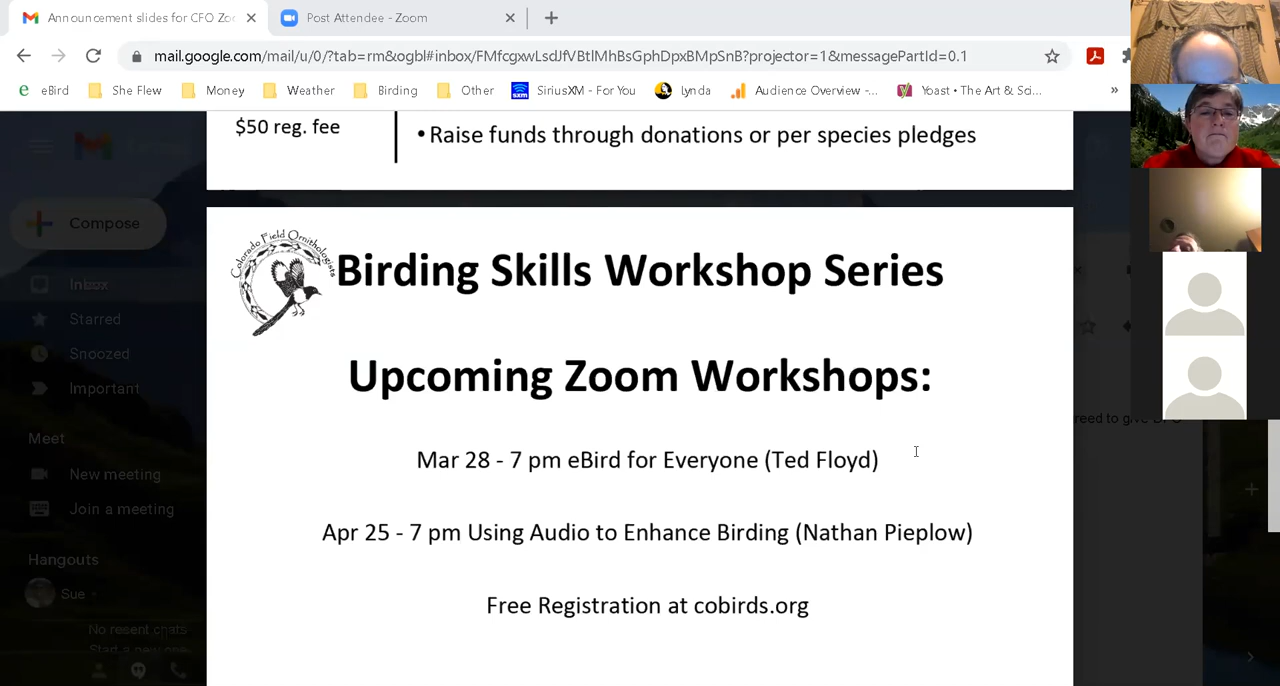 Announcement slides for CFO Zo
Post Attendee - Zoom
mail.google.com/mail/u/0/?tab=rm&ogbl#inbox/FMfcgxwLsdJfVBtlMhBsGphDpxBMpSnB?projector=1&messagePartId=0.1
eBird
She Flew
Money
Weather
Birding
Other
SiriusXM - For You
lynda
Audience Overview -...
Yoast • The Art & Sci...
»
$50 reg. fee
• Raise funds through donations or per species pledges
Compose
Inbox
Starred
Snoozed
Important
Meet
New meeting
Join a meeting
Hangouts
Sue
No recent chats
Colorado Field Ornithologists
Birding Skills Workshop Series
Upcoming Zoom Workshops:
Mar 28 - 7 pm eBird for Everyone (Ted Floyd)
Apr 25 - 7 pm Using Audio to Enhance Birding (Nathan Pieplow)
Free Registration at cobirds.org